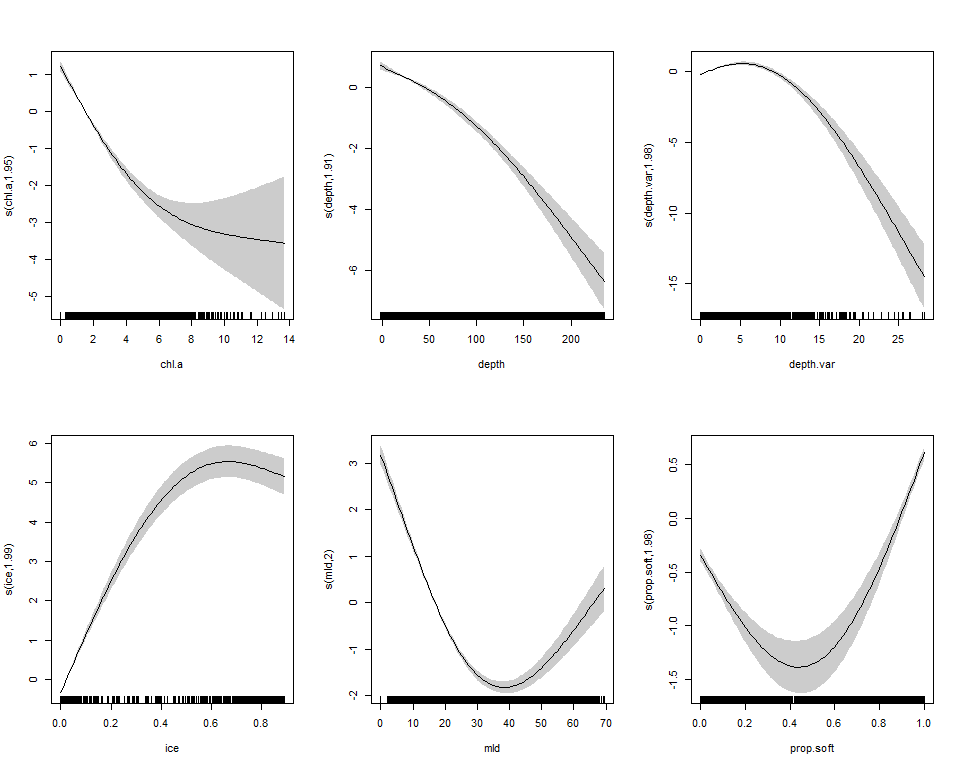 s(chl.a,1.95)
1
0
-1
-2
-3
-4
-5
0 2 4 6 8 10 12 14
chl.a
s(depth,1.91)
0
-2
-4
-6
0 50 100 150 200
depth
s(depth.var,1.98)
0
-5
-10
-15
0 5 10 15 20 25
depth.var
s(ice,1.99)
6
5
4
3
2
1
0
0.0 0.2 0.4 0.6 0.8
ice
s(mld,2)
3
2
1
0
-1
-2
0 10 20 30 40 50 60 70
mld
s(prop.soft,1.98)
0.5
0.0
-0.5
-1.0
-1.5
0.0 0.2 0.4 0.6 0.8 1.0
prop.soft